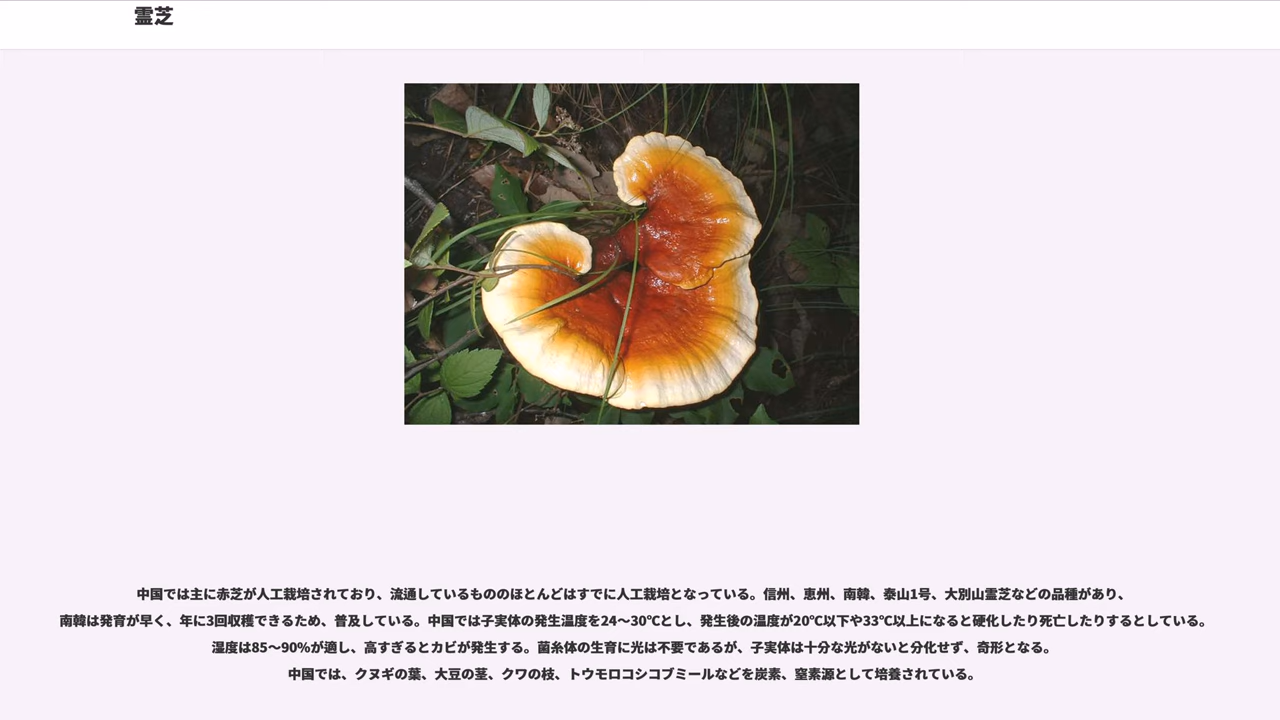 霊芝
中国では主に赤芝が人工栽培されており、流通しているもののほとんどはすでに人工栽培となっている。信州、恵州、南韓、泰山1号、大別山霊芝などの品種があり、
南韓は発育が早く、年に3回収穫できるため、普及している。中国では子実体の発生温度を24〜30℃とし、発生後の温度が20℃以下や33℃以上になると硬化したり死亡したりするとしている。
湿度は85〜90%が適し、高すぎるとカビが発生する。菌糸体の生育に光は不要であるが、子実体は十分な光がないと分化せず、奇形となる。
中国では、クヌギの葉、大豆の茎、クワの枝、トウモロコシコブミールなどを炭素、窒素源として培養されている。